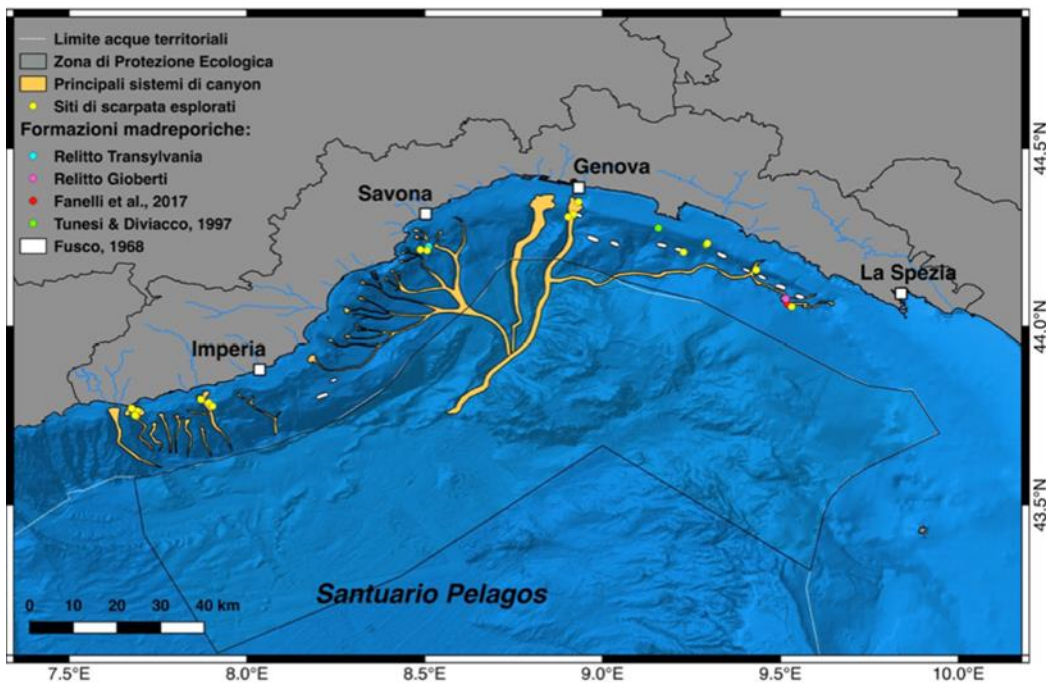 Limite acque territoriali
Zona di Protezione Ecologica
Principali sistemi di canyon
Siti di scarpata esplorati
Formazioni madreporiche:
Relitto Transylvania
Relitto Gioberti
Fanelli et al., 2017
Tunesi & Diviacco, 1997
Fusco, 1968
Genova
Savona
La Spezia
Imperia
Santuario Pelagos
0 10 20 30 40 km
44.5°N
44.0°N
43.5°N
7.5°E 8.0°E 8.5°E 9.0°E 9.5°E 10.0°E